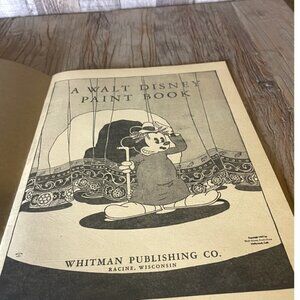 A WALT DISNEY
PAINT BOOK
WHITMAN PUBLISHING CO.
RACINE, WISCONSIN